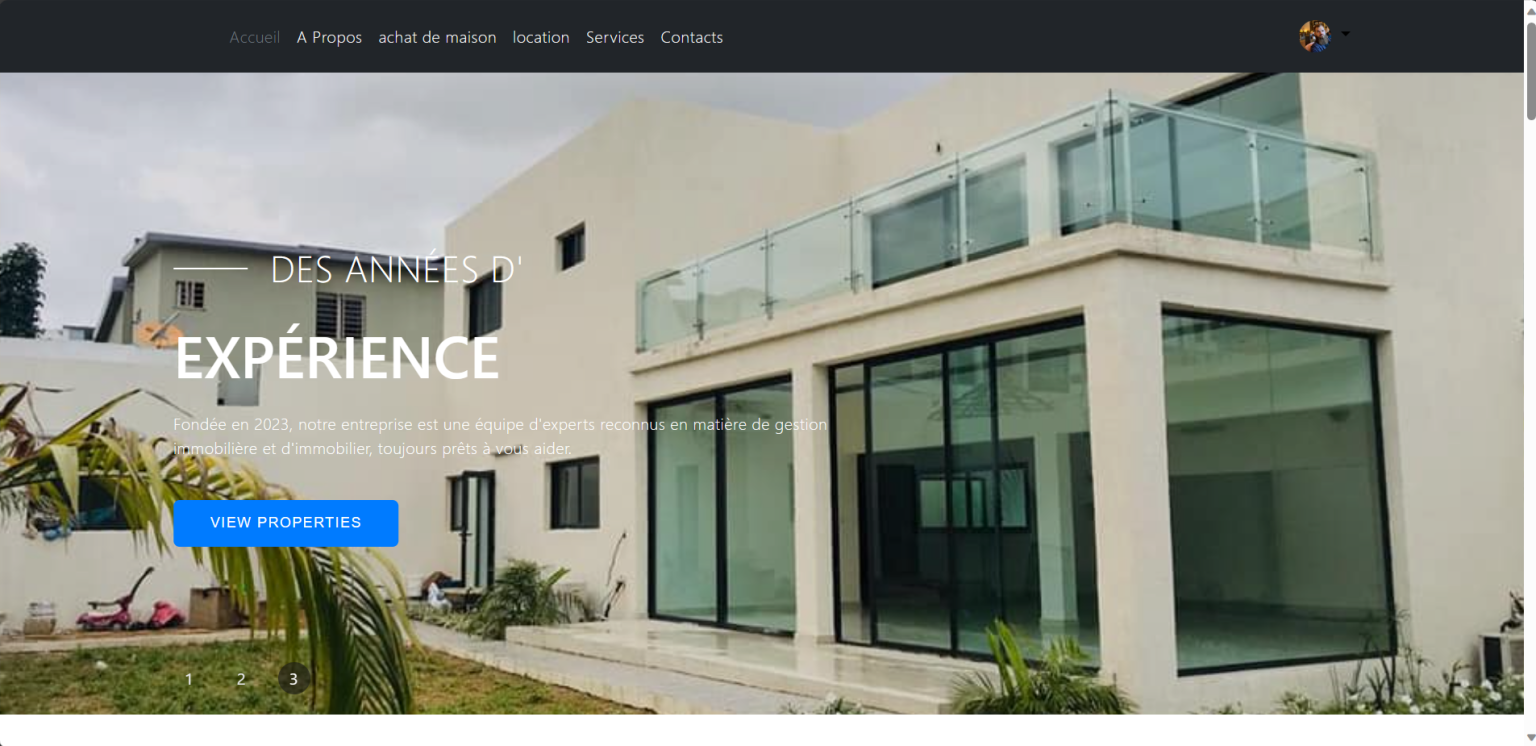 Accueil A Propos achat de maison location Services Contacts
DES ANNÉES D'
EXPÉRIENCE
Fondée en 2023, notre entreprise est une équipe d'experts reconnus en matière de gestion
immobilière et d'immobilier, toujours prêts à vous aider.
VIEW PROPERTIES
1 2 3